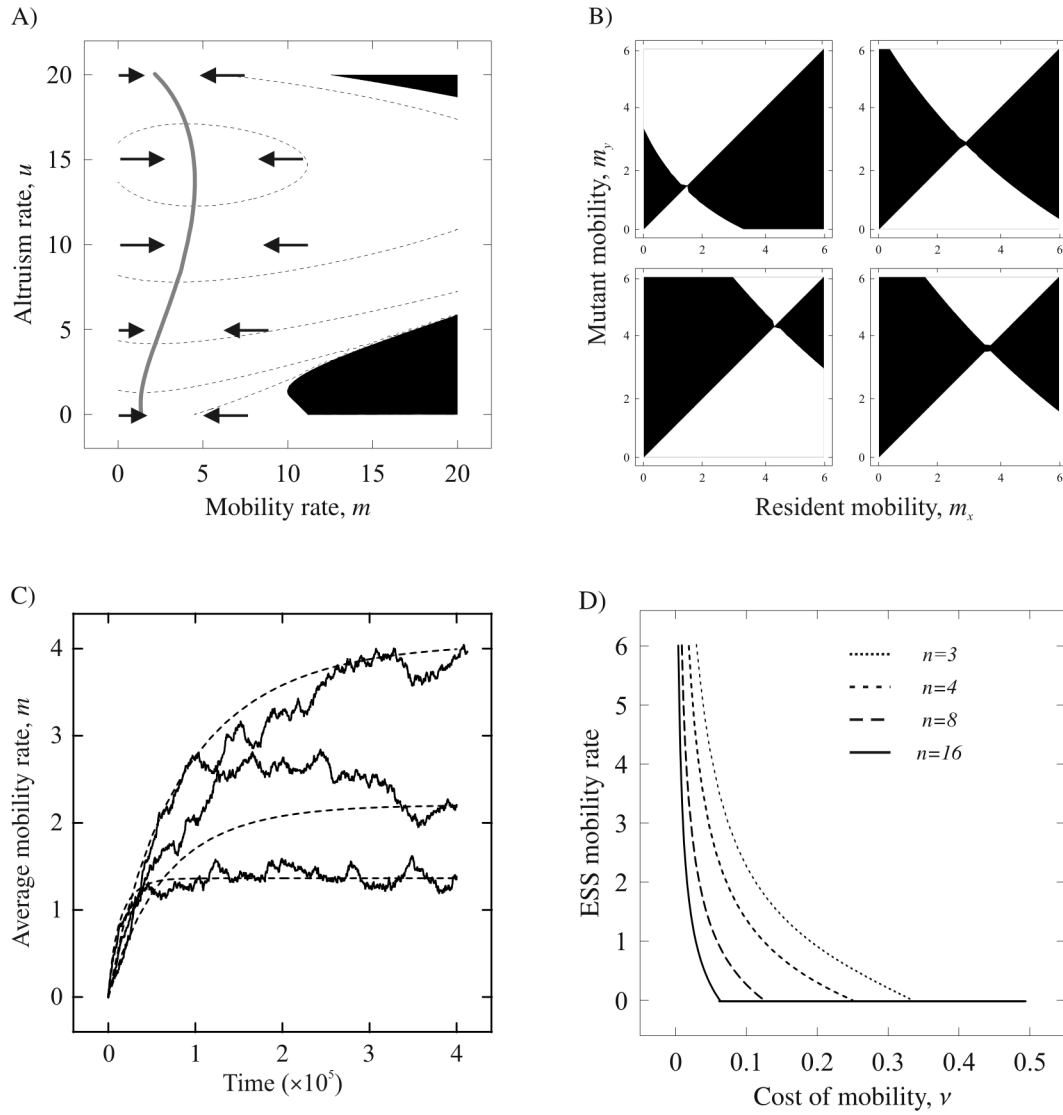 A)
20
15
10
5
0
Altruism rate, u
0 5 10 15 20
Mobility rate, m
B)
6
4
2
0
0 2 4 6
6
4
2
0
0 2 4 6
6
4
2
0
0 2 4 6
6
4
2
0
0 2 4 6
Mutant mobility, m_y
Resident mobility, m_x
C)
4
3
2
1
0
Average mobility rate, m
0 1 2 3 4
Time (×10⁵)
D)
6
5
4
3
2
1
0
ESS mobility rate
n=3
n=4
n=8
n=16
0 0.1 0.2 0.3 0.4 0.5
Cost of mobility, ν